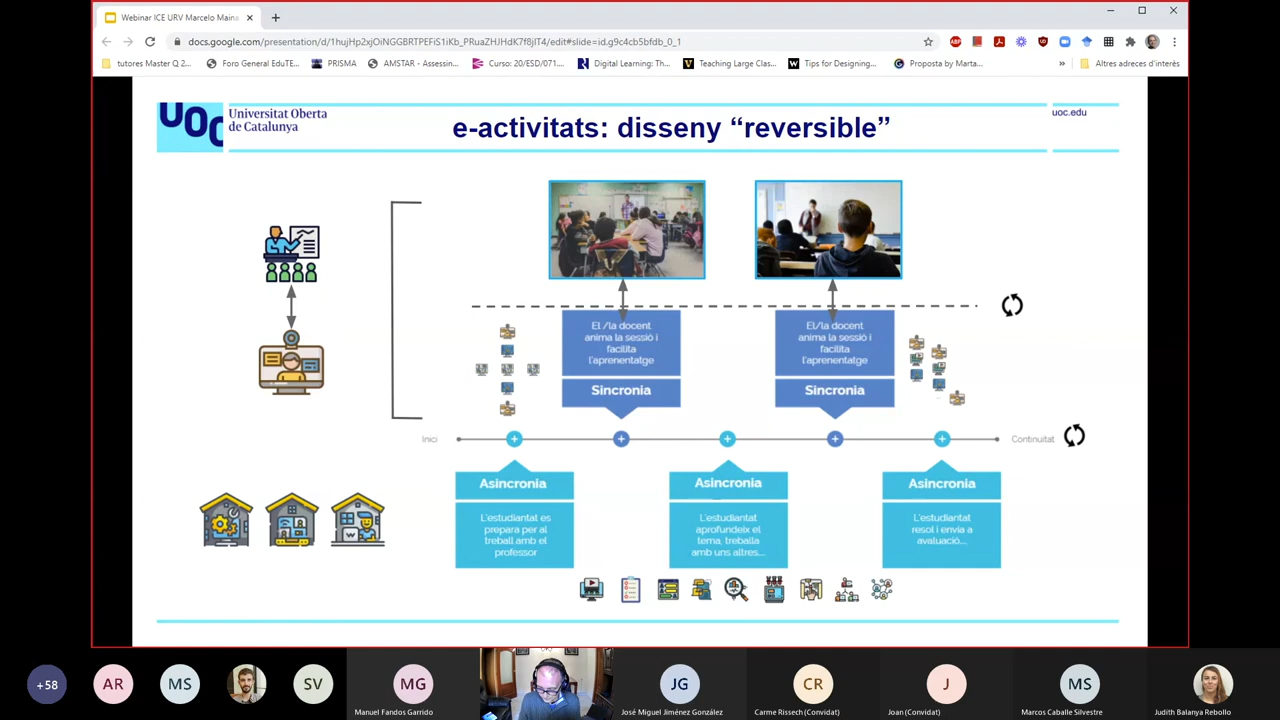 Webinar ICE URV Marcelo Maina
docs.google.com/presentation/d/1hujHp2xjOiNGGBRTPEFiS1iKb_PRuaZHJHdK7f8jIT4/edit#slide=id.g9c4cb5bfdb_0_1
tutores Master Q 2...
Foro General EduTE...
PRISMA
AMSTAR - Assessin...
Curso: 20/ESD/071....
Digital Learning: Th...
Teaching Large Clas...
Tips for Designing...
Proposta by Marta...
»
Altres adreces d'interès
UOC
Universitat Oberta
de Catalunya
e-activitats: disseny “reversible”
uoc.edu
El /la docent
anima la sessió i
facilita
l'aprenentatge
Sincronia
El/la docent
anima la sessió i
facilita
l'aprenentatge
Sincronia
Inici
Continuïtat
Asincronia
L'estudiantat es
prepara per al
treball amb el
professor
Asincronia
L'estudiantat
aprofundeix el
tema, treballa
amb uns altres...
Asincronia
L'estudiantat
resol i envia a
avaluació...
+58
AR
MS
SV
MG
Manuel Fandos Garrido
JG
José Miguel Jiménez González
CR
Carme Rissech (Convidat)
J
Joan (Convidat)
MS
Marcos Caballe Silvestre
Judith Balanya Rebollo